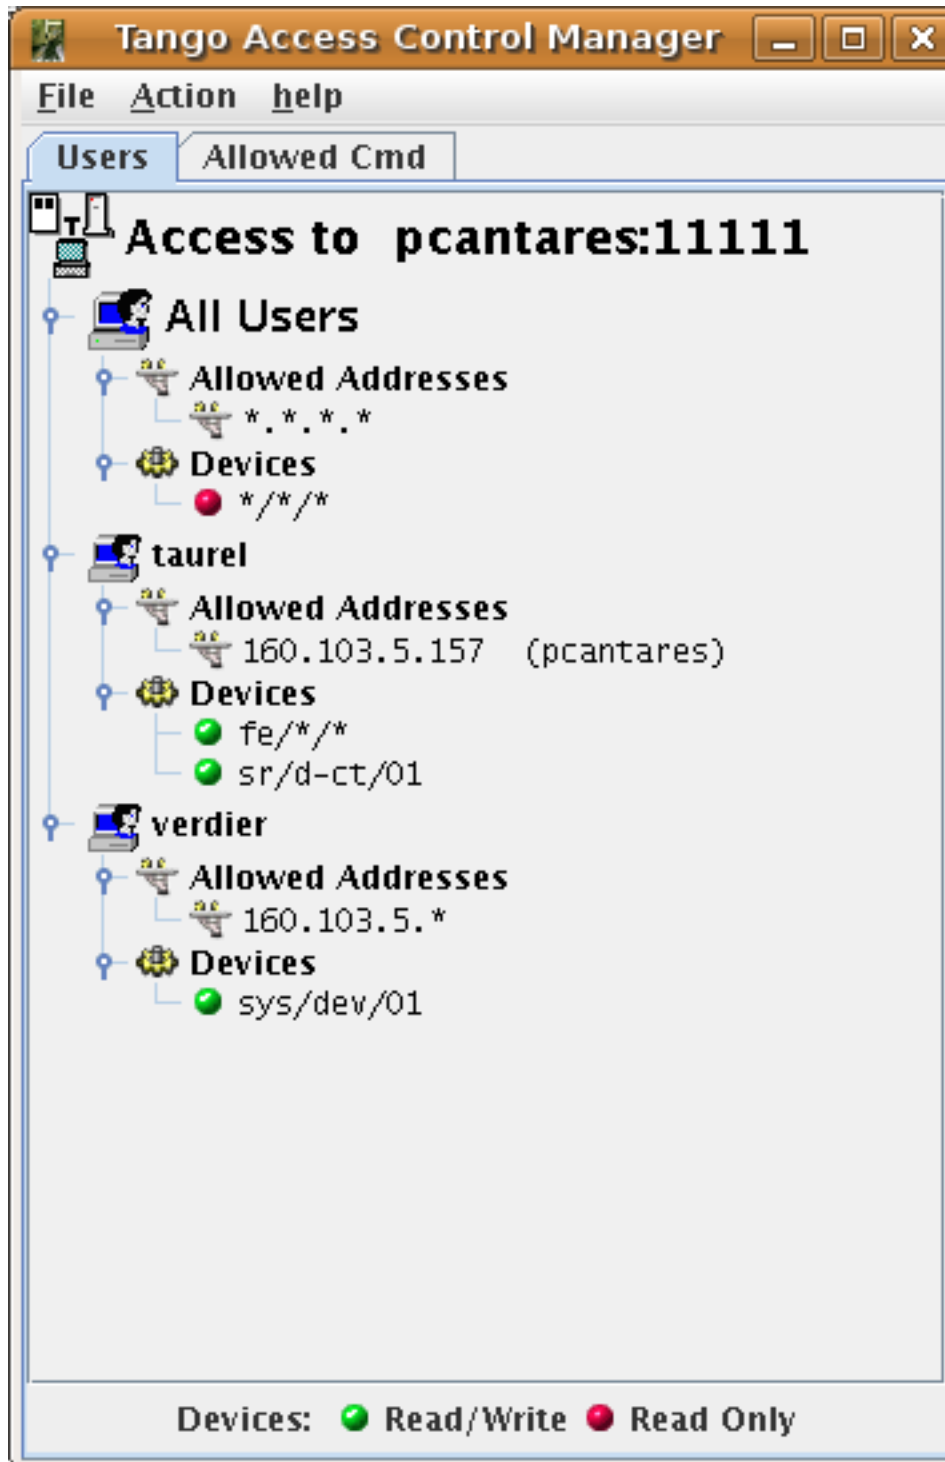 Tango Access Control Manager
File Action help
Users Allowed Cmd
Access to pcantares:11111
All Users
Allowed Addresses
*.*.*.*
Devices
*/*/*
taurel
Allowed Addresses
160.103.5.157 (pcantares)
Devices
fe/*/*
sr/d-ct/01
verdier
Allowed Addresses
160.103.5.*
Devices
sys/dev/01
Devices: Read/Write Read Only